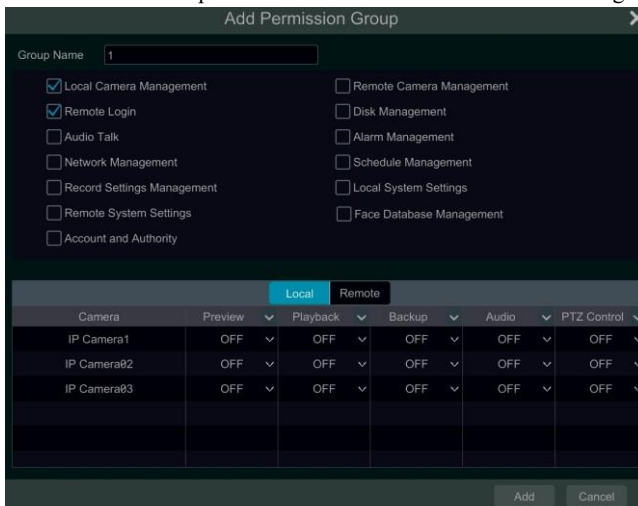 Add Permission Group
Group Name 1
Local Camera Management Remote Camera Management
Remote Login Disk Management
Audio Talk Alarm Management
Network Management Schedule Management
Record Settings Management Local System Settings
Remote System Settings Face Database Management
Account and Authority
Local Remote
Camera Preview Playback Backup Audio PTZ Control
IP Camera1 OFF OFF OFF OFF OFF
IP Camera02 OFF OFF OFF OFF OFF
IP Camera03 OFF OFF OFF OFF OFF
Add Cancel